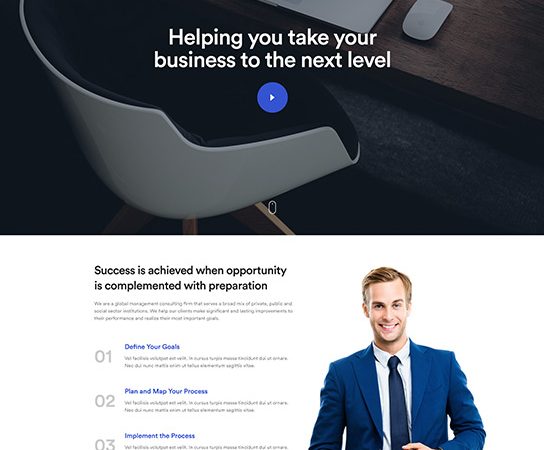 Helping you take your
business to the next level
Success is achieved when opportunity
is complemented with preparation
We are a global management consulting firm that serves a broad mix of private, public and
social sector institutions. We help our clients make significant and lasting improvements to
their performance and realize their most important goals.
01
Define Your Goals
Vel facilisis volutpat est velit. In cursus turpis massa tincidunt dui ut ornare.
Nec dui nunc mattis enim ut tellus elementum sagittis vitae.
02
Plan and Map Your Process
Vel facilisis volutpat est velit. In cursus turpis massa tincidunt dui ut ornare.
Nec dui nunc mattis enim ut tellus elementum sagittis vitae.
03
Implement the Process
Vel facilisis volutpat est velit. In cursus turpis massa tincidunt dui ut ornare.